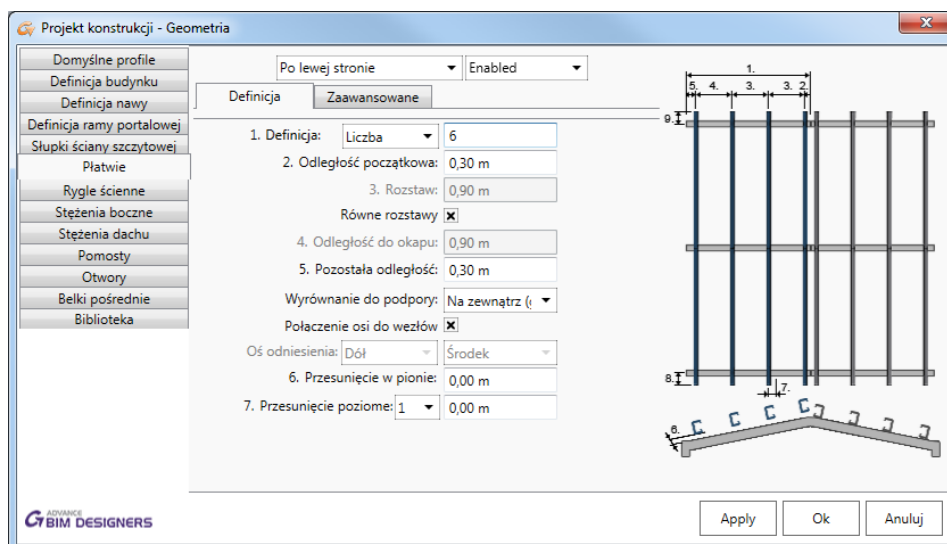 Projekt konstrukcji - Geometria
x
Domyślne profile
Definicja budynku
Definicja nawy
Definicja ramy portalowej
Słupki ściany szczytowej
Płatwie
Rygle ścienne
Stężenia boczne
Stężenia dachu
Pomosty
Otwory
Belki pośrednie
Biblioteka
Po lewej stronie Enabled
Definicja Zaawansowane
1. Definicja: Liczba 6
2. Odległość początkowa: 0,30 m
3. Rozstaw: 0,90 m
Równe rozstawy
4. Odległość do okapu: 0,90 m
5. Pozostała odległość: 0,30 m
Wyrównanie do podpory: Na zewnątrz (
Połaczenie osi do węzłów
Oś odniesienia: Dół Środek
6. Przesunięcie w pionie: 0,00 m
7. Przesunięcie poziome: 1 0,00 m
1.
5. 4. 3. 3. 2.
9.
8.
7.
6.
ADVANCE
BIM DESIGNERS
Apply Ok Anuluj